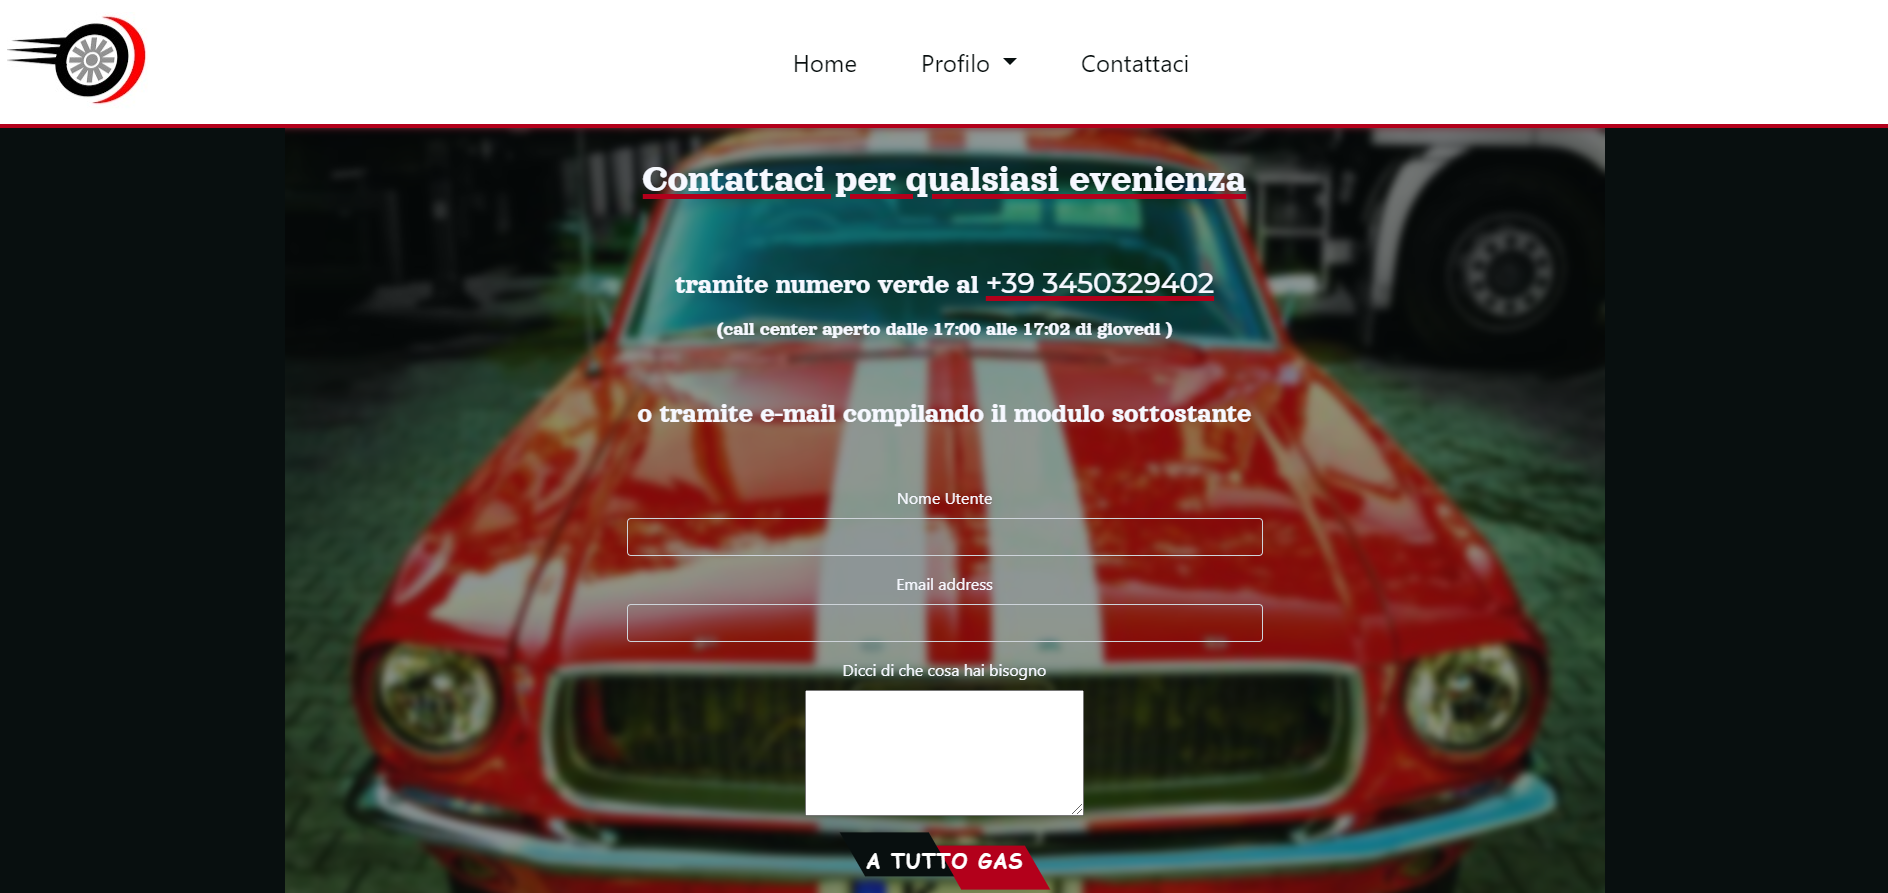 Home Profilo Contattaci
Contattaci per qualsiasi evenienza
tramite numero verde al +39 3450329402
(call center aperto dalle 17:00 alle 17:02 di giovedi )
o tramite e-mail compilando il modulo sottostante
Nome Utente
Email address
Dicci di che cosa hai bisogno
A TUTTO GAS